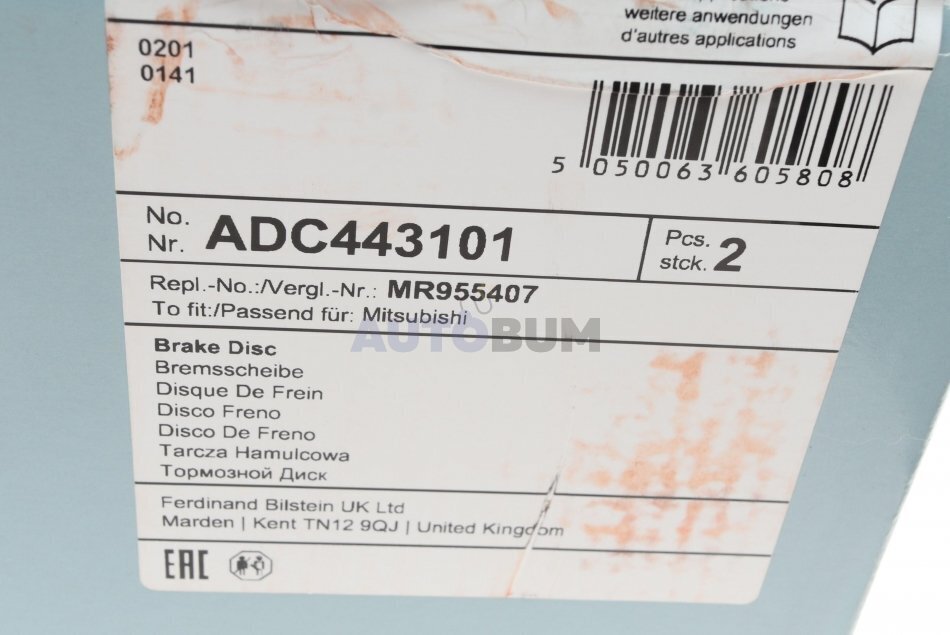 weitere anwendungen
d'autres applications
0201
0141
5 050063 605808
No.
Nr. ADC443101
Pcs.
stck. 2
Repl.-No.:/Vergl.-Nr.: MR955407
To fit:/Passend für: Mitsubishi
AUTOBUM
Brake Disc
Bremsscheibe
Disque De Frein
Disco Freno
Disco De Freno
Tarcza Hamulcowa
Тормозной Диск
Ferdinand Bilstein UK Ltd
Marden | Kent TN12 9QJ | United Kingdom
EAC